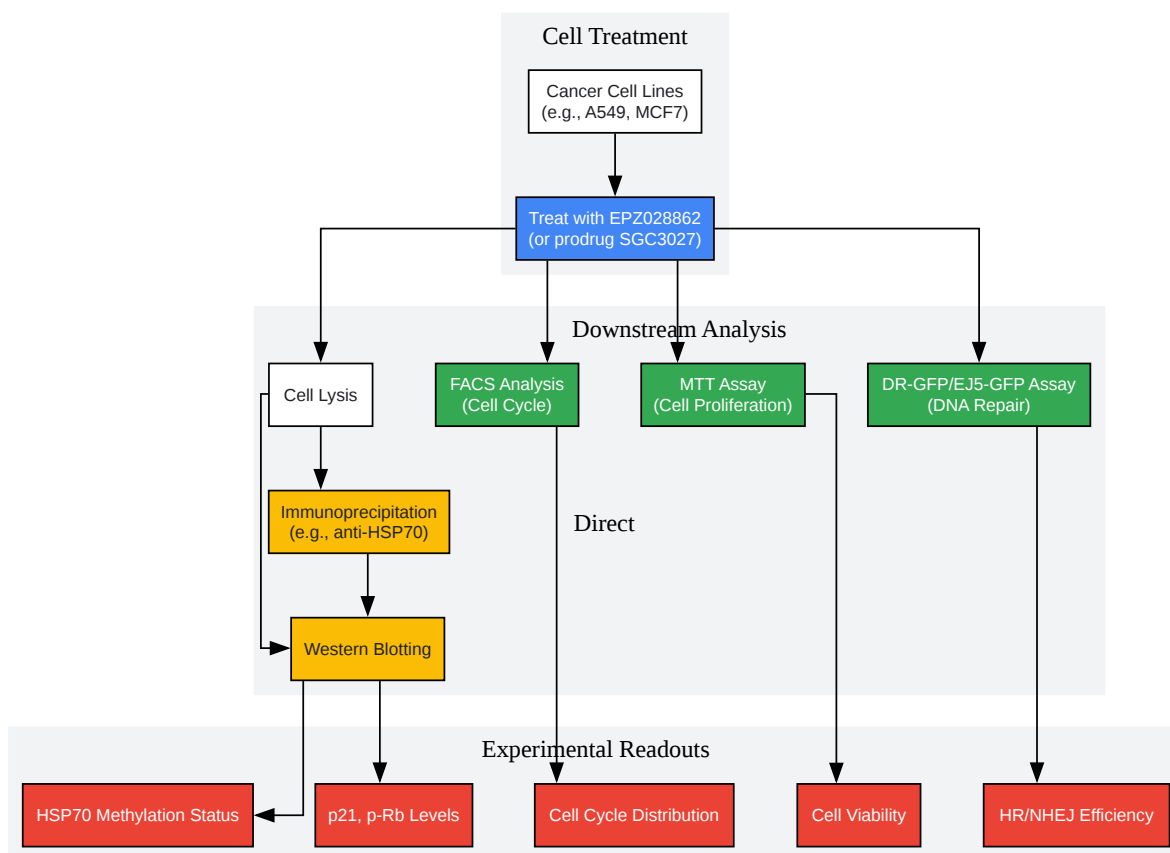 Cell Treatment
Cancer Cell Lines
(e.g., A549, MCF7)
Treat with EPZ028862
(or prodrug SGC3027)
Downstream Analysis
Cell Lysis
FACS Analysis
(Cell Cycle)
MTT Assay
(Cell Proliferation)
DR-GFP/EJ5-GFP Assay
(DNA Repair)
Immunoprecipitation
(e.g., anti-HSP70)
Direct
Western Blotting
Experimental Readouts
HSP70 Methylation Status
p21, p-Rb Levels
Cell Cycle Distribution
Cell Viability
HR/NHEJ Efficiency